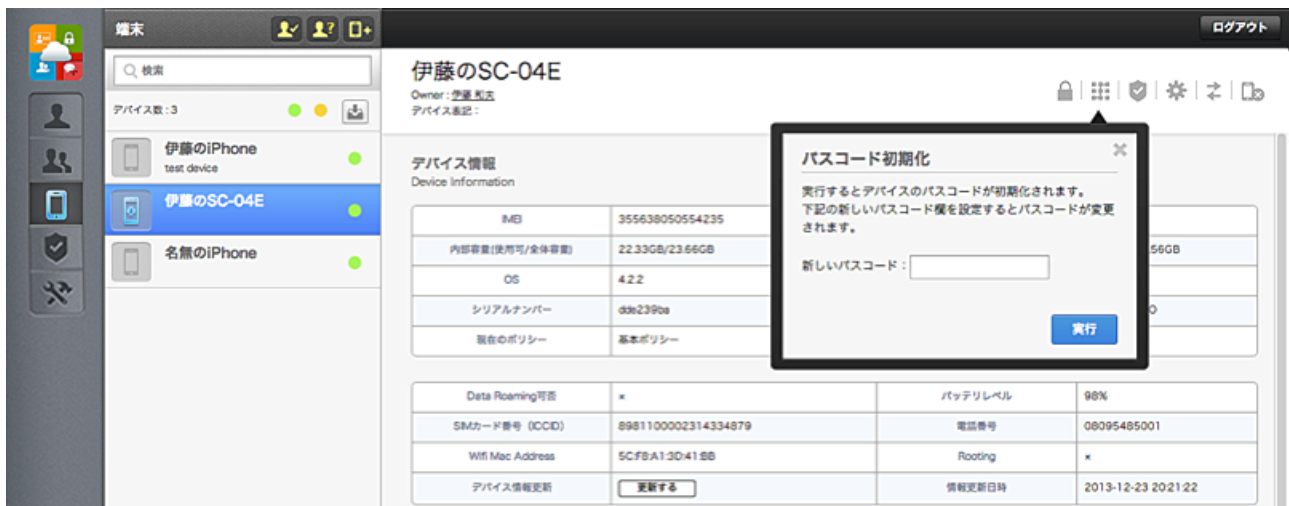 端末
ログアウト
検索
デバイス数:3
伊藤のiPhone
test device
伊藤のSC-04E
名無のiPhone
伊藤のSC-04E
Owner : 伊藤 和夫
デバイス表記 :
デバイス情報
Device Information
IMEI 355638050554235
内部容量(使用可/全体容量) 22.33GB/23.66GB .56GB
OS 4.2.2
シリアルナンバー dde239ba
現在のポリシー 基本ポリシー
パスコード初期化
実行するとデバイスのパスコードが初期化されます。
下記の新しいパスコード欄を設定するとパスコードが変更
されます。
新しいパスコード :
実行
Data Roaming可否 × バッテリレベル 98%
SIMカード番号 (ICCID) 8981100002314334879 電話番号 08095485001
Wifi Mac Address 5C:F8:A1:3D:41:BB Rooting ×
デバイス情報更新 更新する 情報更新日時 2013-12-23 20:21:22